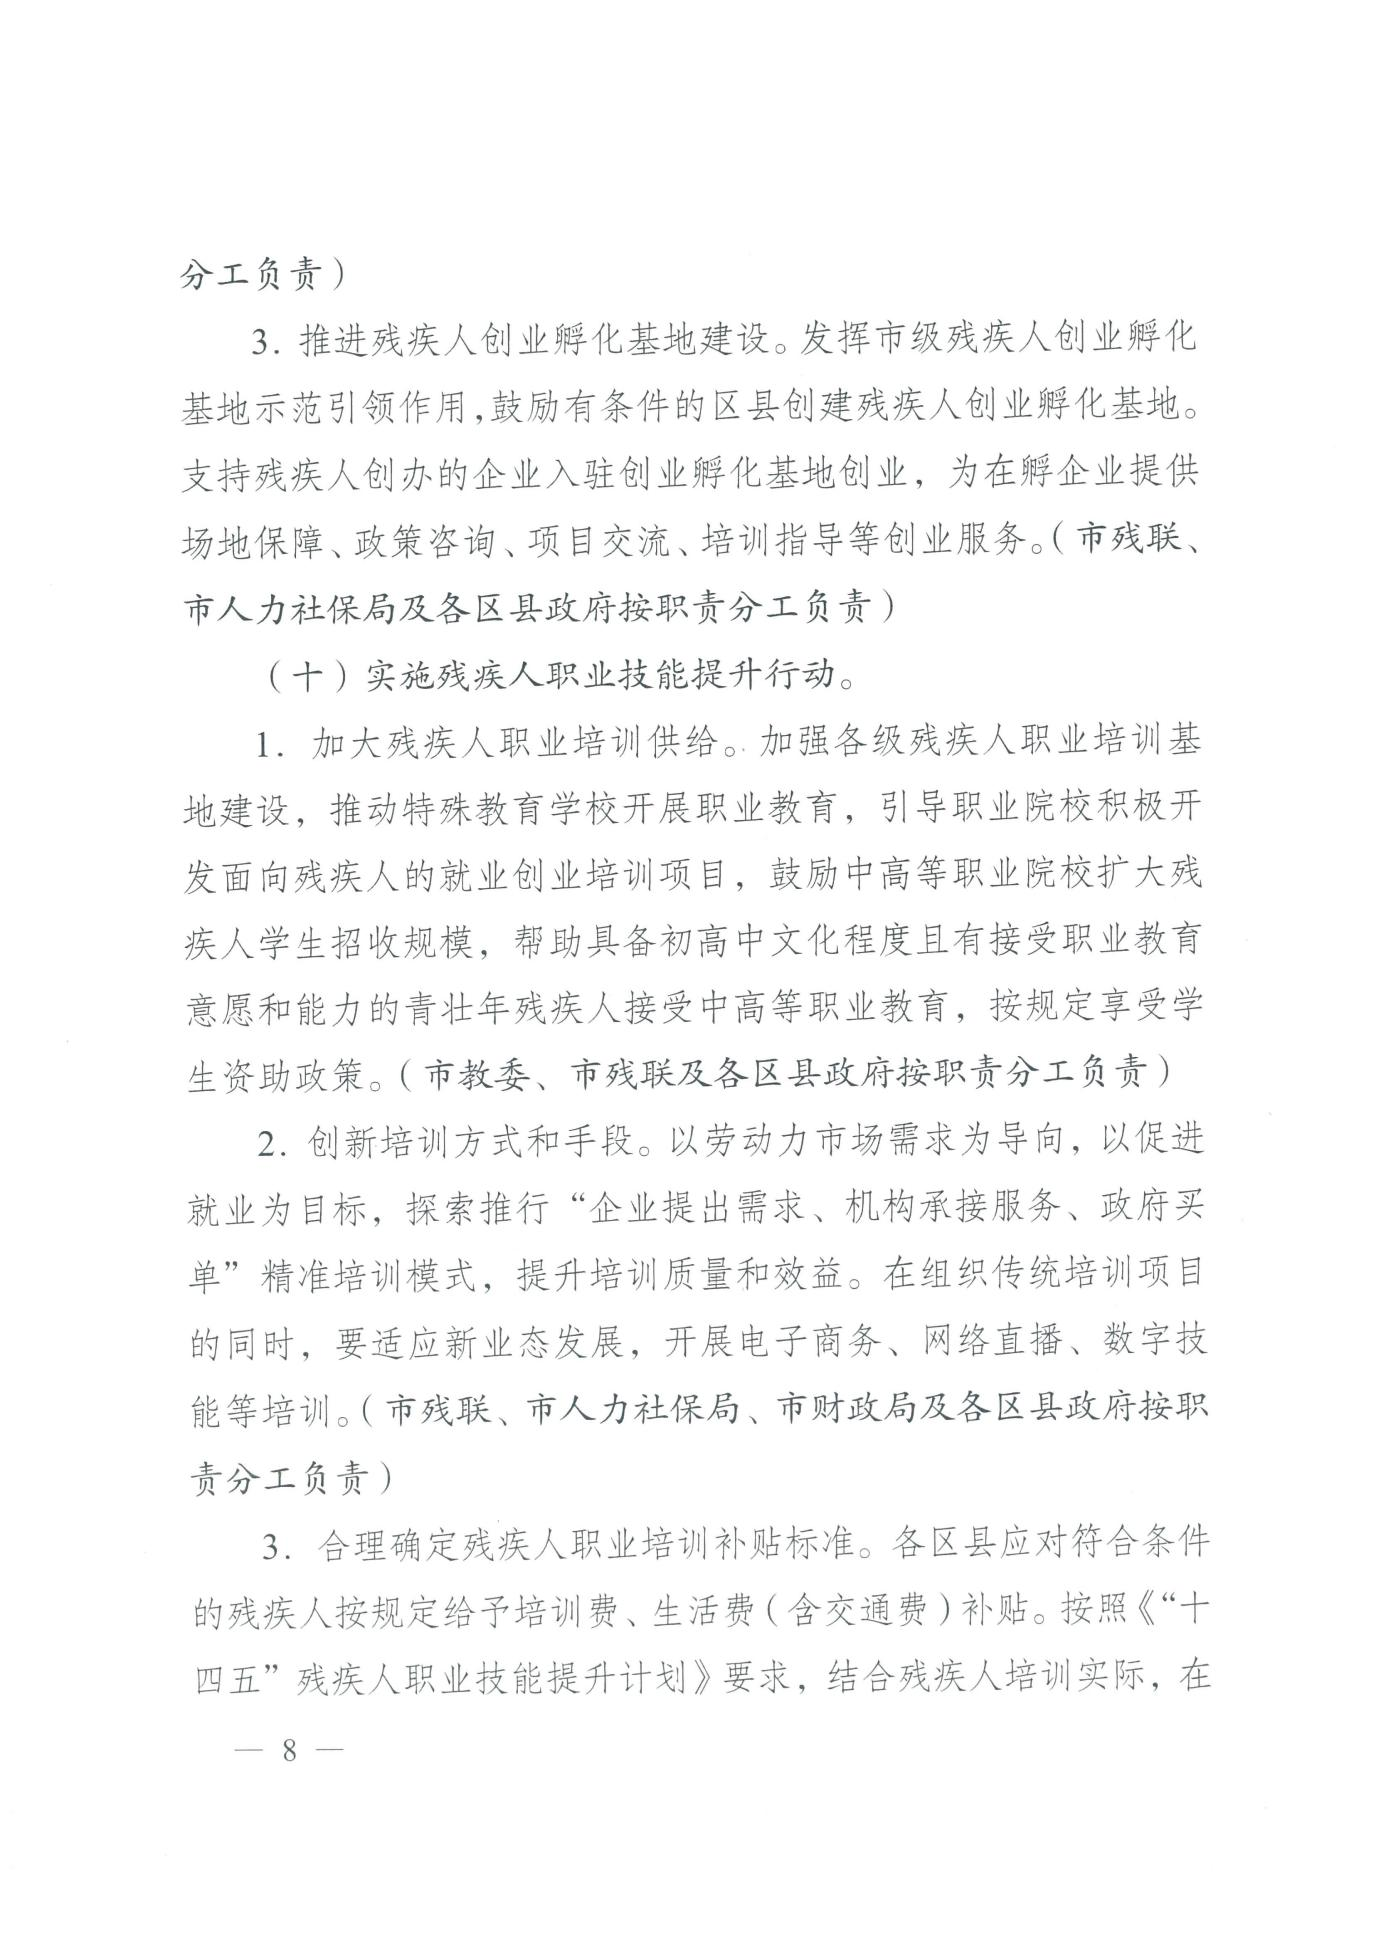 分工负责）
3. 推进残疾人创业孵化基地建设。发挥市级残疾人创业孵化
基地示范引领作用,鼓励有条件的区县创建残疾人创业孵化基地。
支持残疾人创办的企业入驻创业孵化基地创业，为在孵企业提供
场地保障、政策咨询、项目交流、培训指导等创业服务。（市残联、
市人力社保局及各区县政府按职责分工负责）
（十）实施残疾人职业技能提升行动。
1. 加大残疾人职业培训供给。加强各级残疾人职业培训基
地建设，推动特殊教育学校开展职业教育，引导职业院校积极开
发面向残疾人的就业创业培训项目，鼓励中高等职业院校扩大残
疾人学生招收规模，帮助具备初高中文化程度且有接受职业教育
意愿和能力的青壮年残疾人接受中高等职业教育，按规定享受学
生资助政策。（市教委、市残联及各区县政府按职责分工负责）
2. 创新培训方式和手段。以劳动力市场需求为导向，以促进
就业为目标，探索推行“企业提出需求、机构承接服务、政府买
单”精准培训模式，提升培训质量和效益。在组织传统培训项目
的同时，要适应新业态发展，开展电子商务、网络直播、数字技
能等培训。（市残联、市人力社保局、市财政局及各区县政府按职
责分工负责）
3. 合理确定残疾人职业培训补贴标准。各区县应对符合条件
的残疾人按规定给予培训费、生活费（含交通费）补贴。按照《“十
四五”残疾人职业技能提升计划》要求，结合残疾人培训实际，在
— 8 —